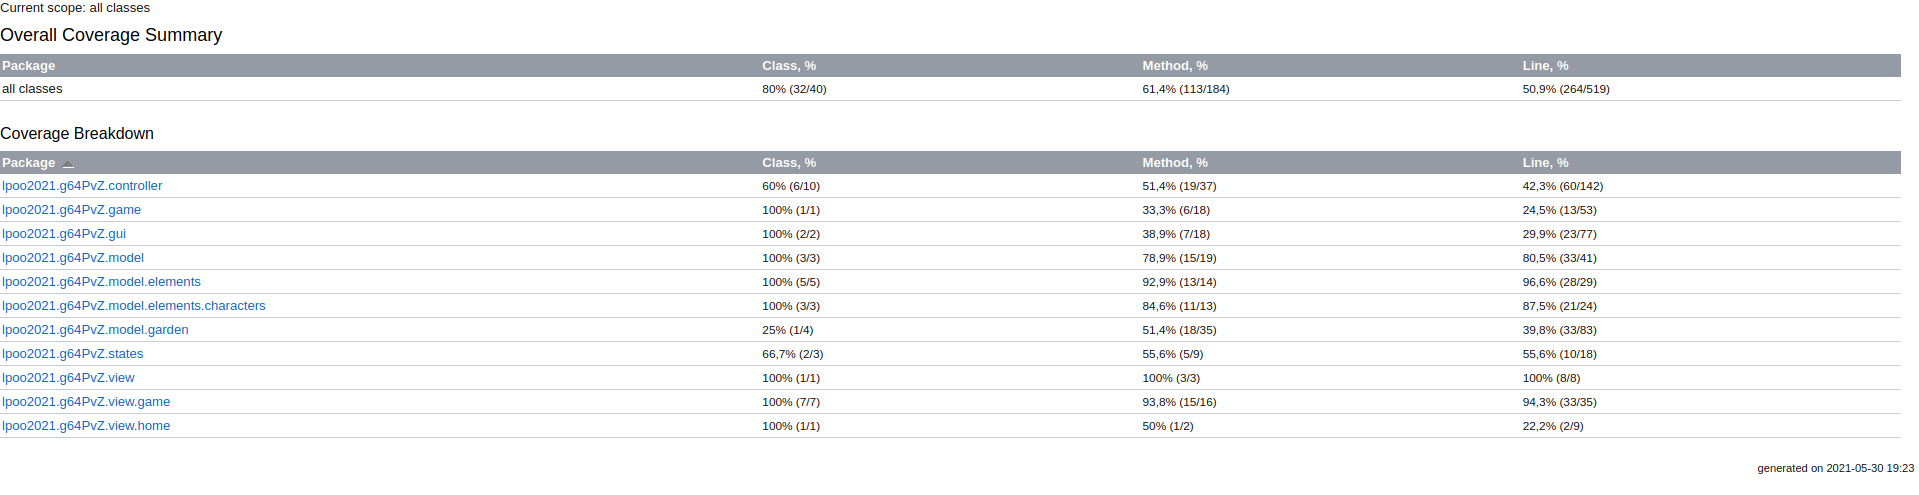 Current scope: all classes
Overall Coverage Summary
Package Class, % Method, % Line, %
all classes 80% (32/40) 61,4% (113/184) 50,9% (264/519)
Coverage Breakdown
Package Class, % Method, % Line, %
lpoo2021.g64PvZ.controller 60% (6/10) 51,4% (19/37) 42,3% (60/142)
lpoo2021.g64PvZ.game 100% (1/1) 33,3% (6/18) 24,5% (13/53)
lpoo2021.g64PvZ.gui 100% (2/2) 38,9% (7/18) 29,9% (23/77)
lpoo2021.g64PvZ.model 100% (3/3) 78,9% (15/19) 80,5% (33/41)
lpoo2021.g64PvZ.model.elements 100% (5/5) 92,9% (13/14) 96,6% (28/29)
lpoo2021.g64PvZ.model.elements.characters 100% (3/3) 84,6% (11/13) 87,5% (21/24)
lpoo2021.g64PvZ.model.garden 25% (1/4) 51,4% (18/35) 39,8% (33/83)
lpoo2021.g64PvZ.states 66,7% (2/3) 55,6% (5/9) 55,6% (10/18)
lpoo2021.g64PvZ.view 100% (1/1) 100% (3/3) 100% (8/8)
lpoo2021.g64PvZ.view.game 100% (7/7) 93,8% (15/16) 94,3% (33/35)
lpoo2021.g64PvZ.view.home 100% (1/1) 50% (1/2) 22,2% (2/9)
generated on 2021-05-30 19:23